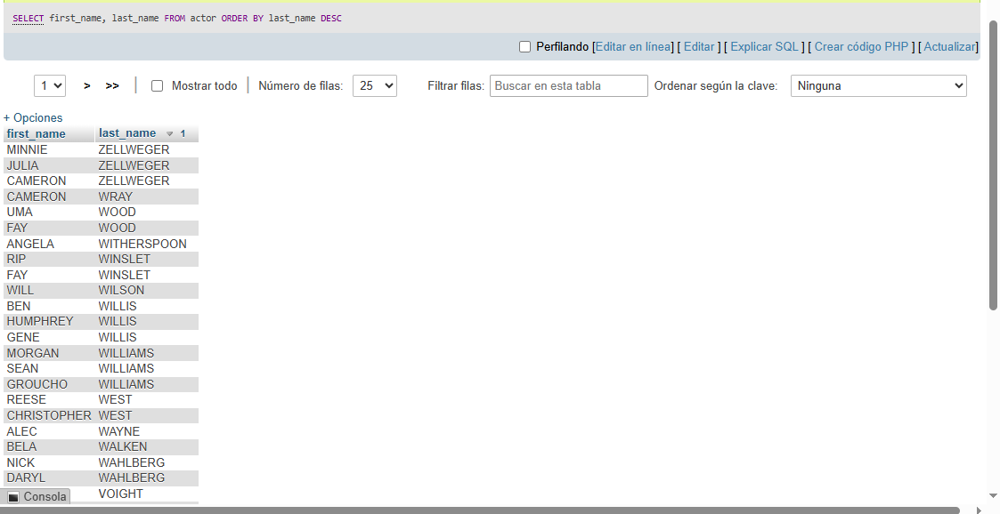 SELECT first_name, last_name FROM actor ORDER BY last_name DESC
Perfilando [Editar en línea] [ Editar ] [ Explicar SQL ] [ Crear código PHP ] [ Actualizar]
1 > >> | Mostrar todo | Número de filas: 25 Filtrar filas: Buscar en esta tabla Ordenar según la clave: Ninguna
+ Opciones
first_name last_name 1
MINNIE ZELLWEGER
JULIA ZELLWEGER
CAMERON ZELLWEGER
CAMERON WRAY
UMA WOOD
FAY WOOD
ANGELA WITHERSPOON
RIP WINSLET
FAY WINSLET
WILL WILSON
BEN WILLIS
HUMPHREY WILLIS
GENE WILLIS
MORGAN WILLIAMS
SEAN WILLIAMS
GROUCHO WILLIAMS
REESE WEST
CHRISTOPHER WEST
ALEC WAYNE
BELA WALKEN
NICK WAHLBERG
DARYL WAHLBERG
Consola VOIGHT